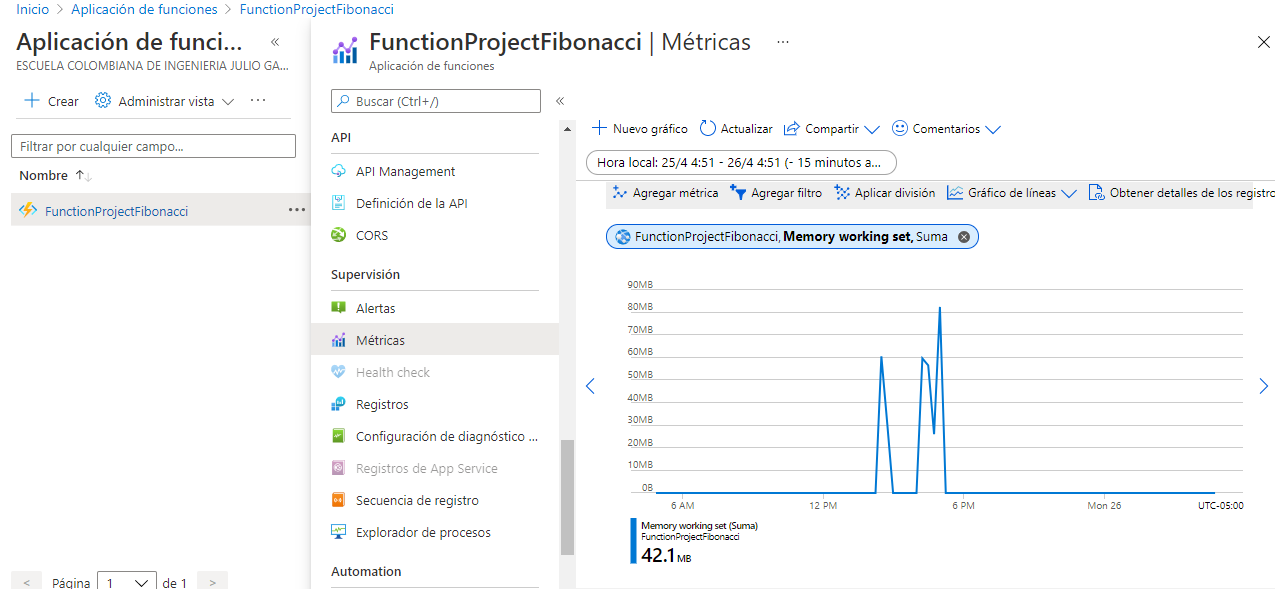 Inicio > Aplicación de funciones > FunctionProjectFibonacci
Aplicación de funci... «
ESCUELA COLOMBIANA DE INGENIERIA JULIO GA...
+ Crear Administrar vista ...
Filtrar por cualquier campo...
Nombre ↑↓
FunctionProjectFibonacci ...
< Página 1 de 1 >
FunctionProjectFibonacci | Métricas ...
Aplicación de funciones
Buscar (Ctrl+/) «
API
API Management
Definición de la API
CORS
Supervisión
Alertas
Métricas
Health check
Registros
Configuración de diagnóstico ...
Registros de App Service
Secuencia de registro
Explorador de procesos
Automation
Nuevo gráfico Actualizar Compartir Comentarios
Hora local: 25/4 4:51 - 26/4 4:51 (- 15 minutos a...
Agregar métrica Agregar filtro Aplicar división Gráfico de líneas Obtener detalles de los registro
FunctionProjectFibonacci, Memory working set, Suma
90MB
80MB
70MB
60MB
50MB
40MB
30MB
20MB
10MB
0B
6 AM 12 PM 6 PM Mon 26 UTC-05:00
Memory working set (Suma)
FunctionProjectFibonacci
42.1 MB